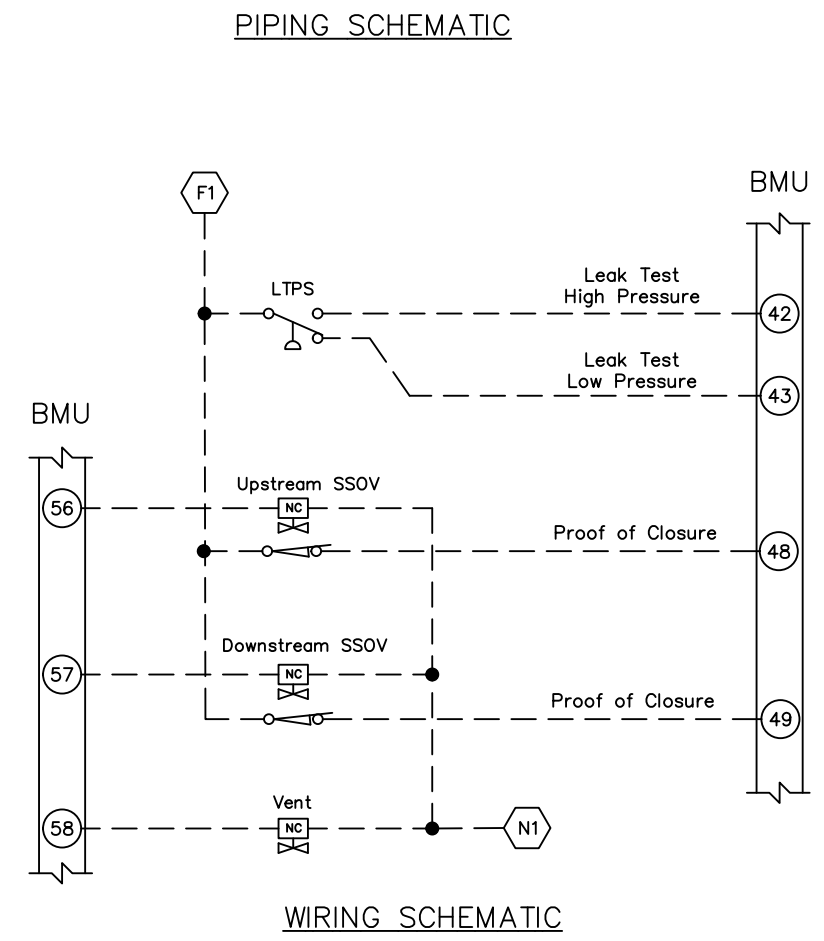 PIPING SCHEMATIC
F1
BMU
LTPS
Leak Test
High Pressure
42
Leak Test
Low Pressure
43
BMU
56
Upstream SSOV
NC
Proof of Closure
48
57
Downstream SSOV
NC
Proof of Closure
49
58
Vent
NC
N1
WIRING SCHEMATIC